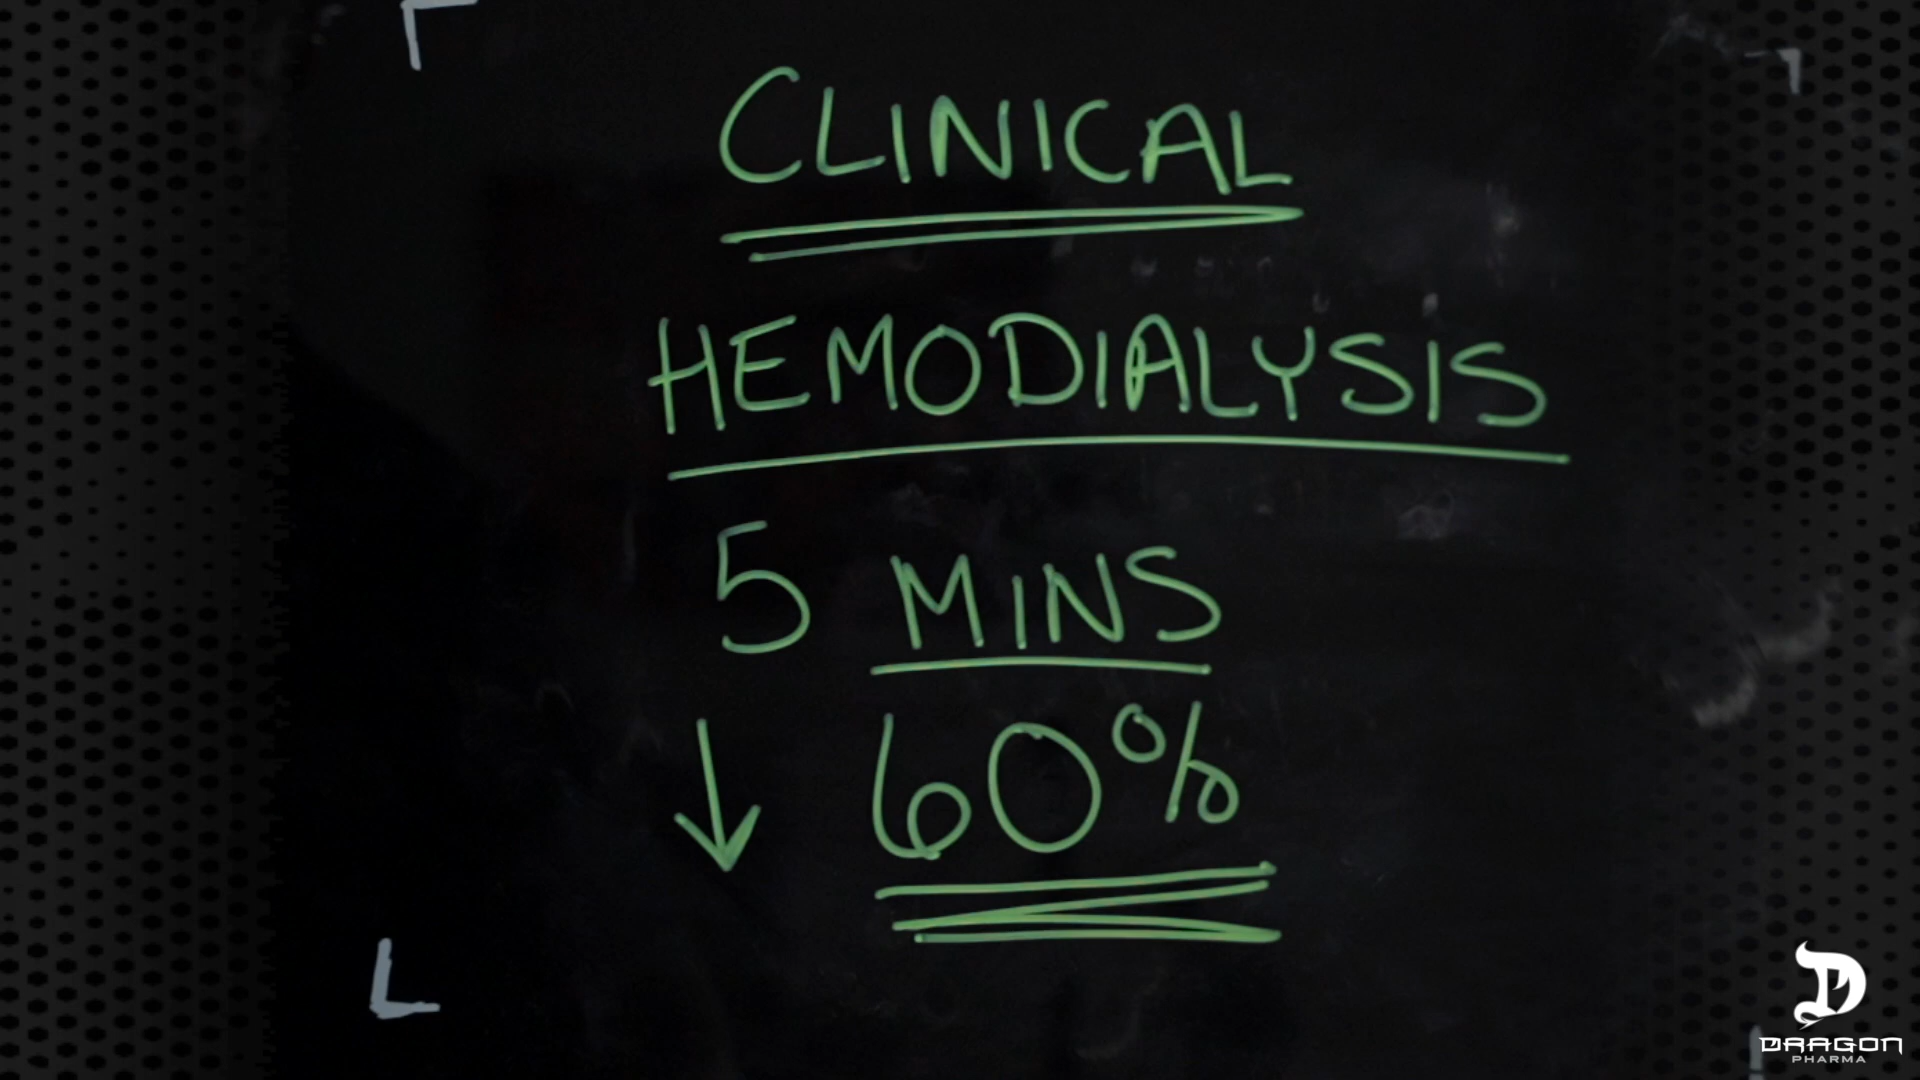 CLINICAL
HEMODIALYSIS
5 MINS
↓ 60%
DRAGON
PHARMA